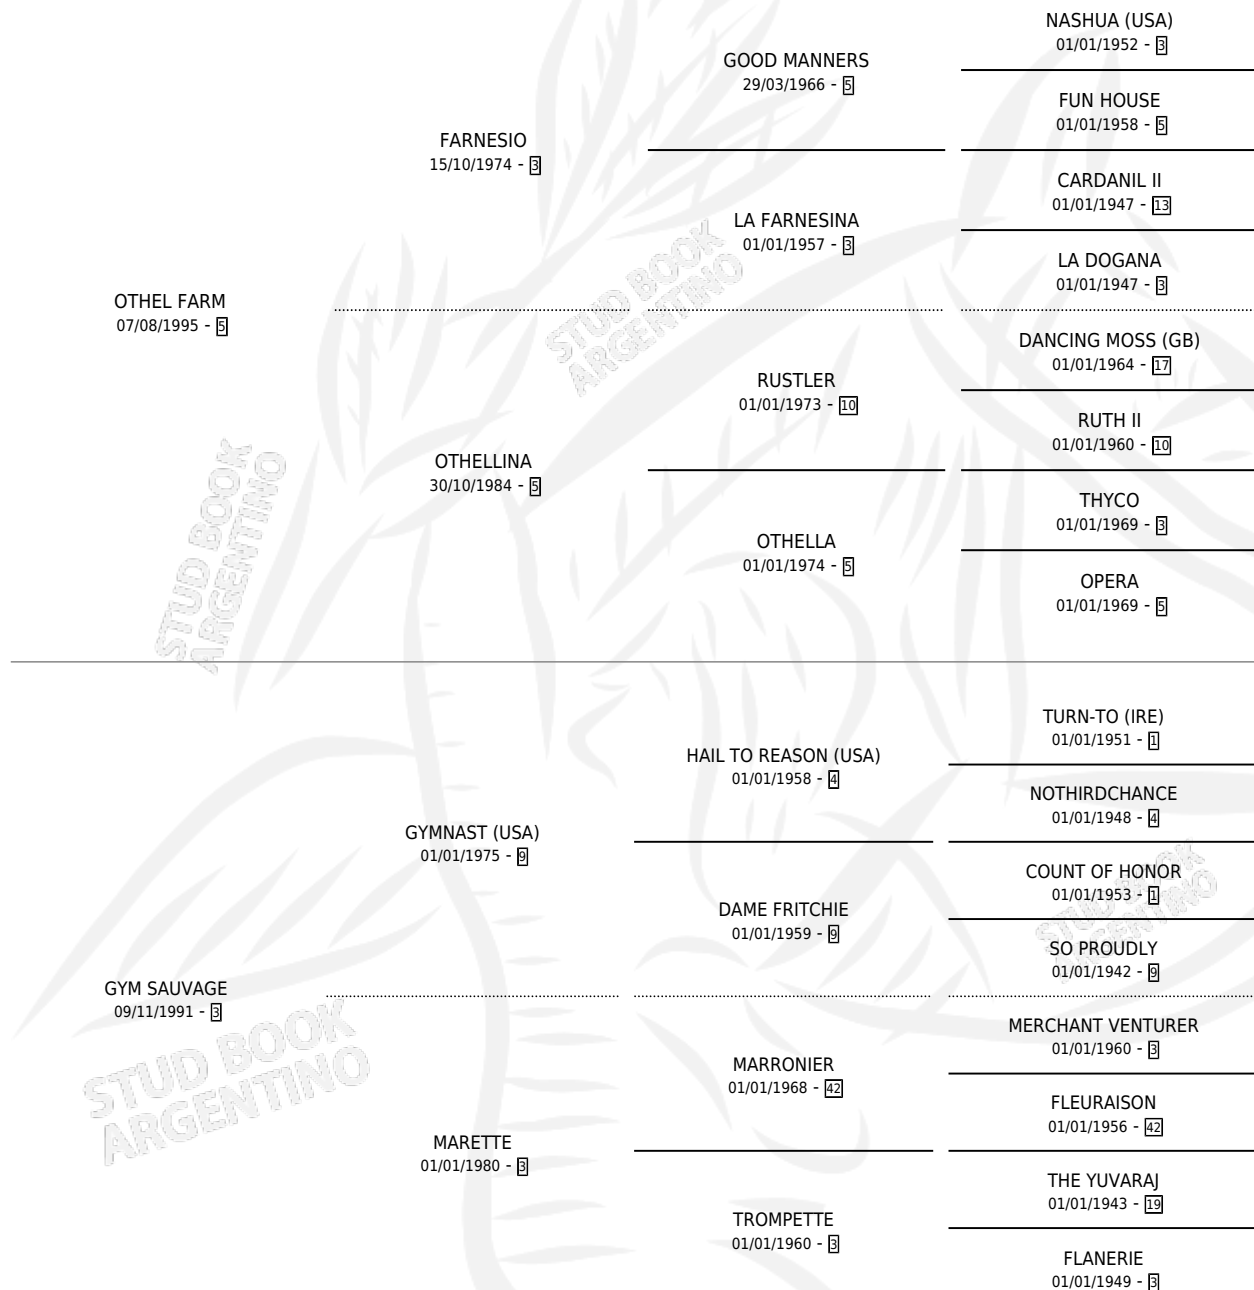 NASHUA (USA)
01/01/1952 - 3
GOOD MANNERS
29/03/1966 - 5
FUN HOUSE
01/01/1958 - 5
FARNESIO
15/10/1974 - 3
CARDANIL II
01/01/1947 - 13
LA FARNESINA
01/01/1957 - 3
LA DOGANA
01/01/1947 - 3
OTHEL FARM
07/08/1995 - 5
STUD BOOK
ARGENTINO
DANCING MOSS (GB)
01/01/1964 - 17
RUSTLER
01/01/1973 - 10
RUTH II
01/01/1960 - 10
OTHELLINA
30/10/1984 - 5
THYCO
01/01/1969 - 3
OTHELLA
01/01/1974 - 5
OPERA
01/01/1969 - 5
STUD BOOK
ARGENTINO
TURN-TO (IRE)
01/01/1951 - 1
HAIL TO REASON (USA)
01/01/1958 - 4
NOTHIRDCHANCE
01/01/1948 - 4
GYMNAST (USA)
01/01/1975 - 9
COUNT OF HONOR
01/01/1953 - 1
DAME FRITCHIE
01/01/1959 - 9
STUD BOOK
ARGENTINO
SO PROUDLY
01/01/1942 - 9
GYM SAUVAGE
09/11/1991 - 3
MERCHANT VENTURER
01/01/1960 - 3
STUD BOOK
ARGENTINO
MARRONIER
01/01/1968 - 42
FLEURAISON
01/01/1956 - 42
MARETTE
01/01/1980 - 3
THE YUVARAJ
01/01/1943 - 19
TROMPETTE
01/01/1960 - 3
FLANERIE
01/01/1949 - 3